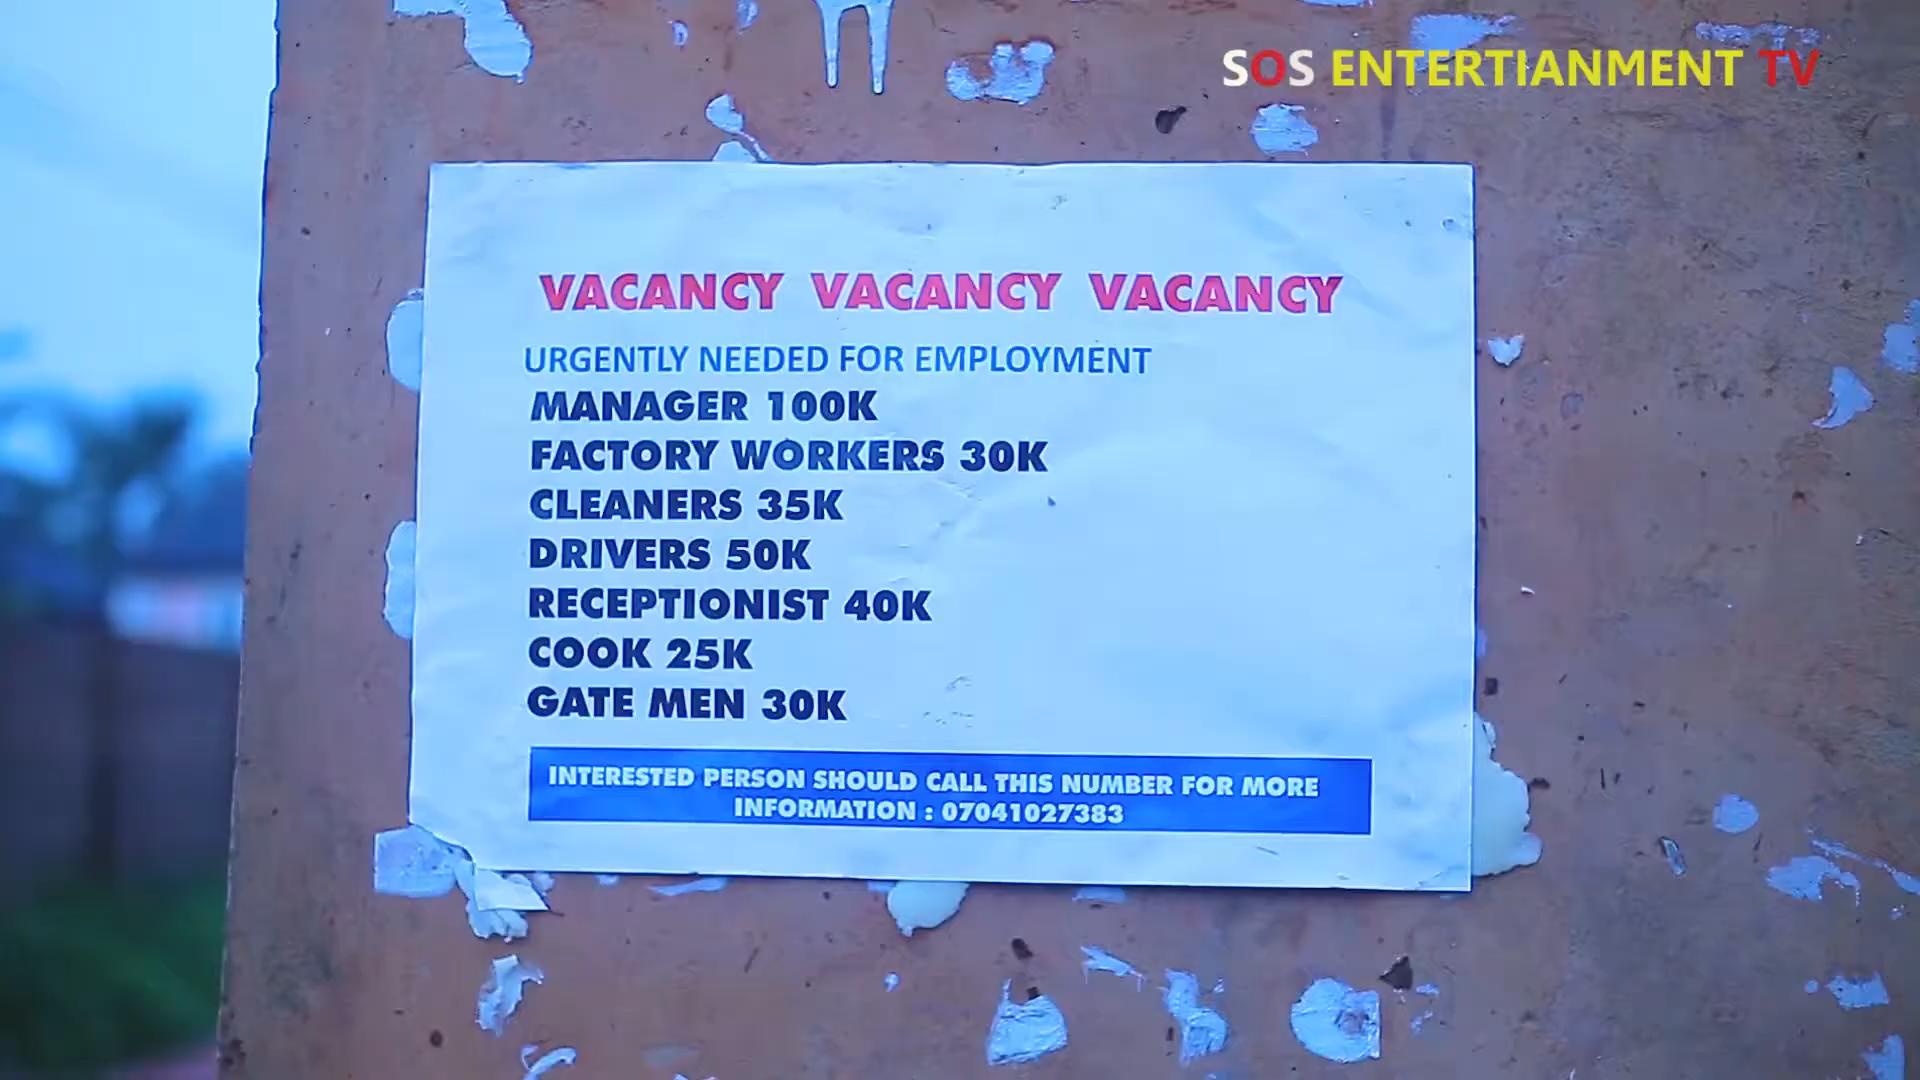 SOS ENTERTIANMENT TV
VACANCY VACANCY VACANCY
URGENTLY NEEDED FOR EMPLOYMENT
MANAGER 100K
FACTORY WORKERS 30K
CLEANERS 35K
DRIVERS 50K
RECEPTIONIST 40K
COOK 25K
GATE MEN 30K
INTERESTED PERSON SHOULD CALL THIS NUMBER FOR MORE
INFORMATION : 07041027383